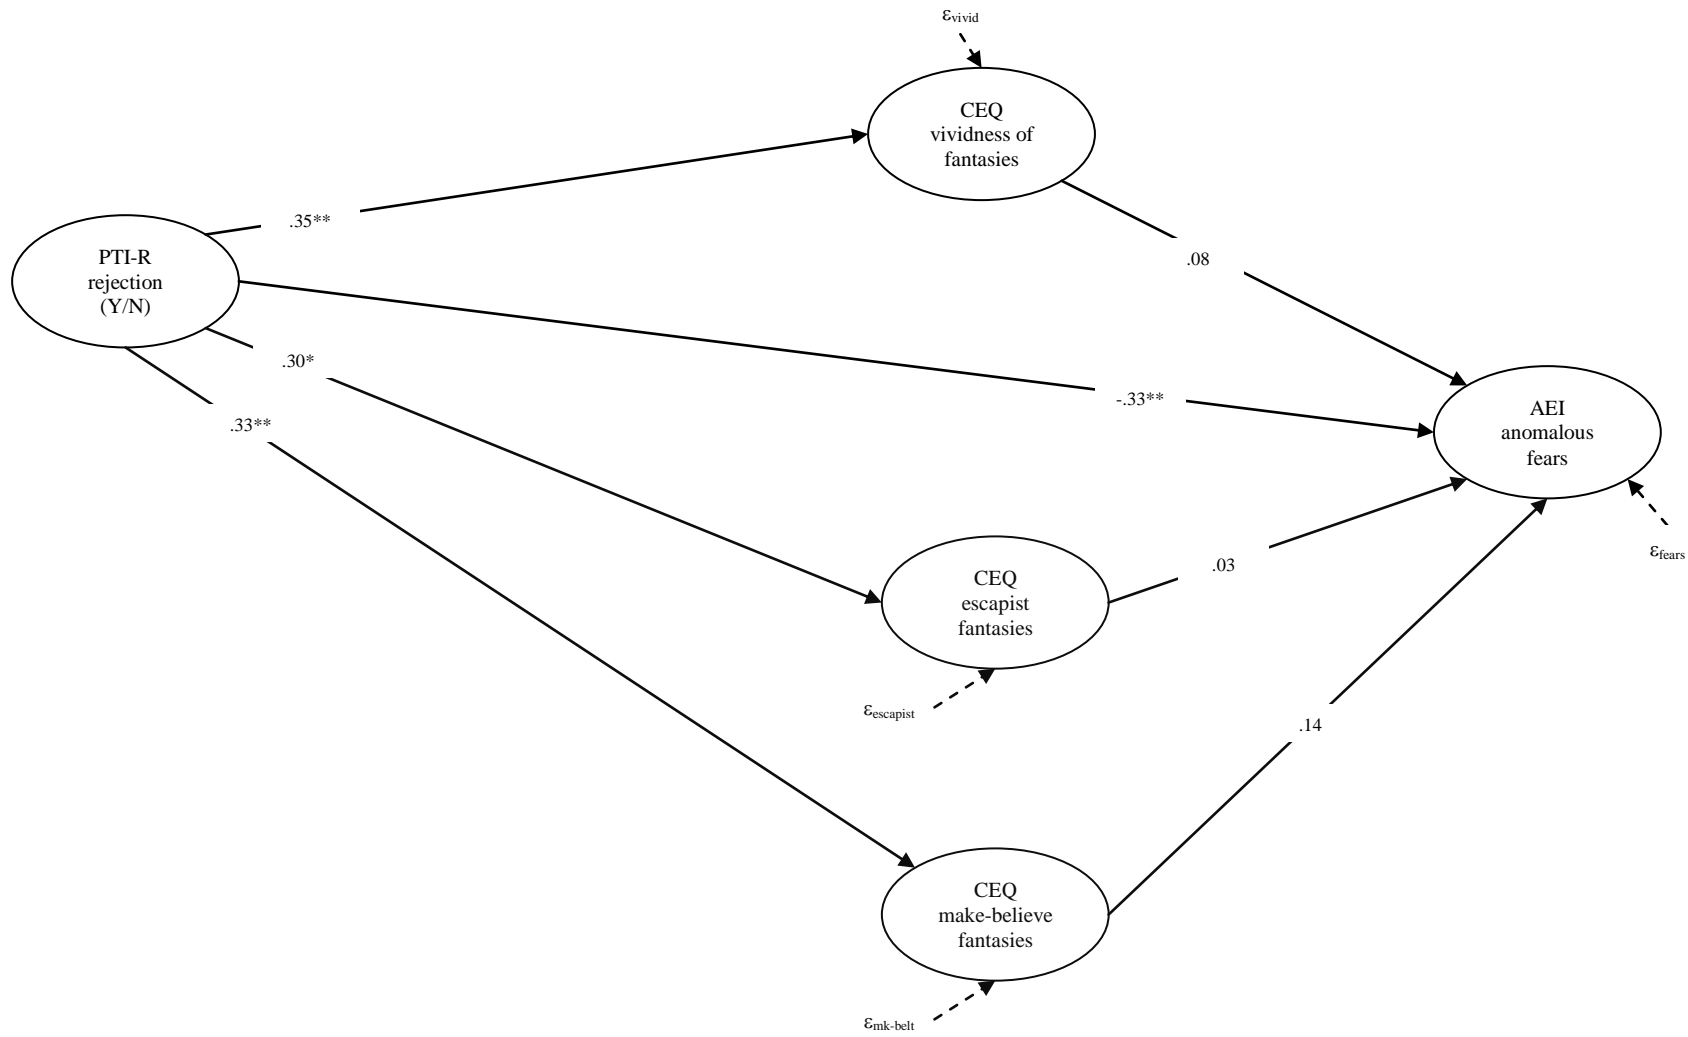 εvivid
CEQ
vividness of
fantasies
.35**
PTI-R
rejection
(Y/N)
.08
.30*
-.33**
.33**
AEI
anomalous
fears
εfears
.03
CEQ
escapist
fantasies
εescapist
.14
CEQ
make-believe
fantasies
εmk-belt